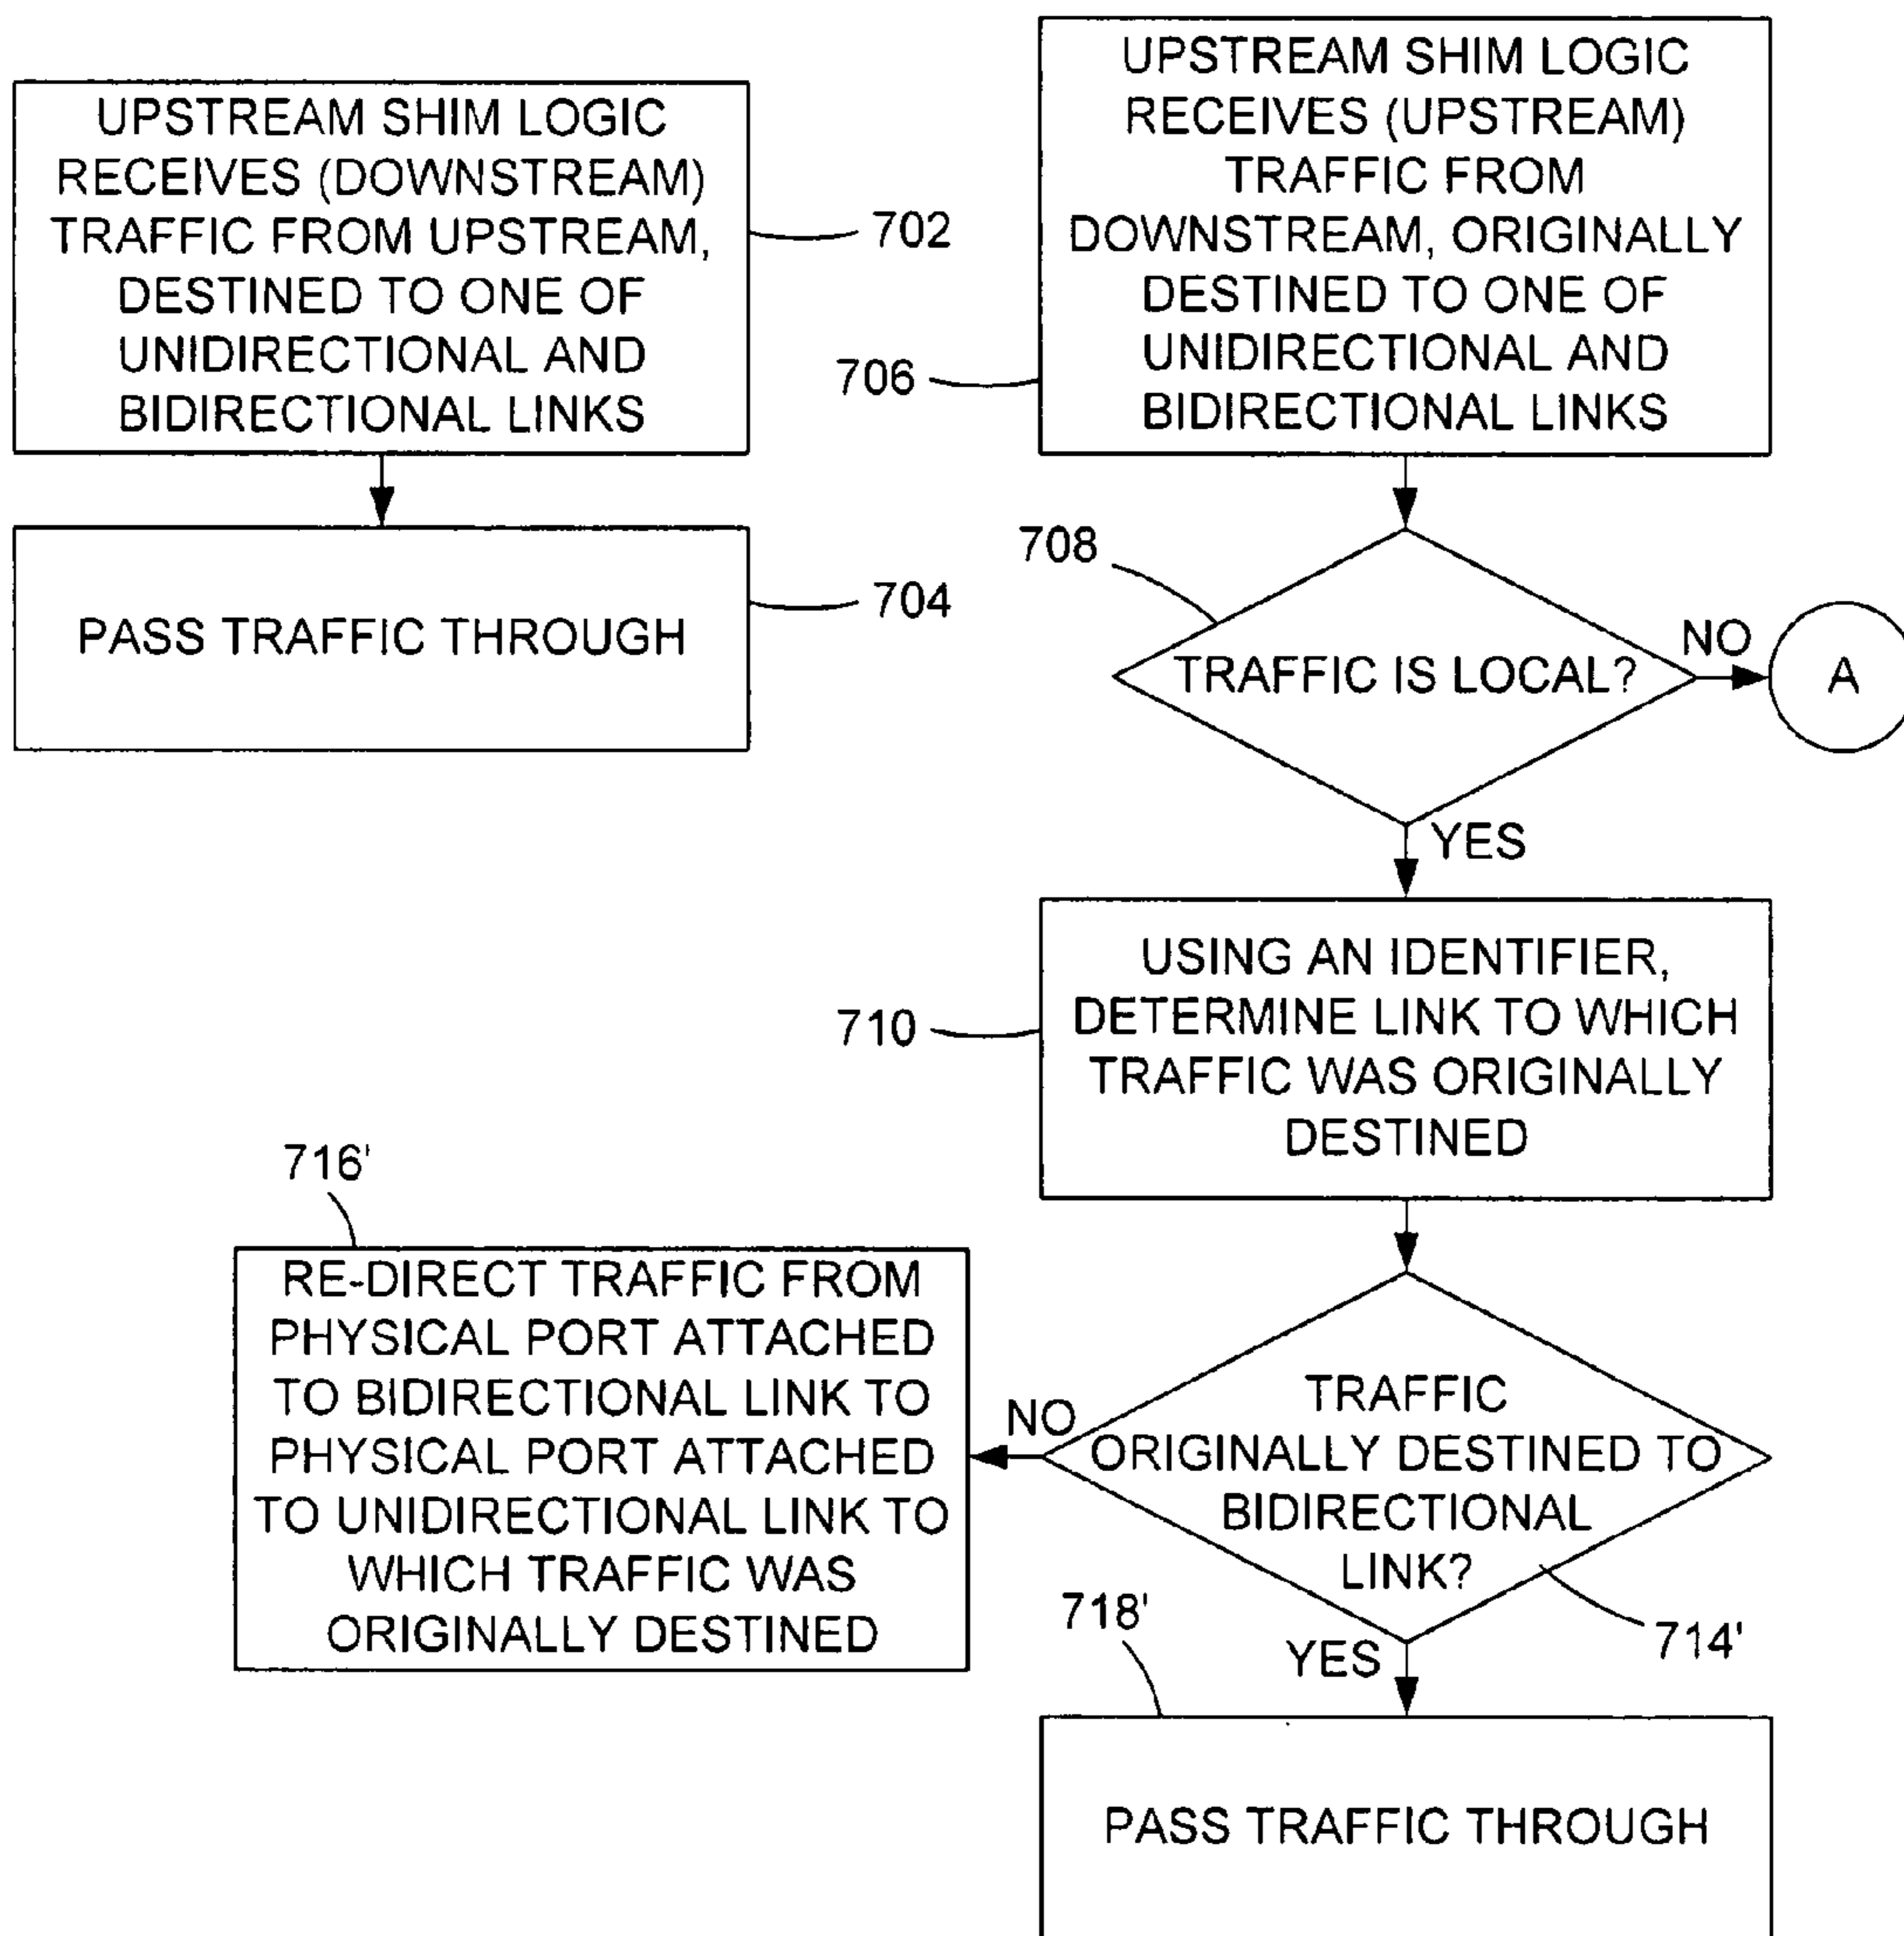 UPSTREAM SHIM LOGIC
RECEIVES (DOWNSTREAM)
TRAFFIC FROM UPSTREAM,
DESTINED TO ONE OF
UNIDIRECTIONAL AND
BIDIRECTIONAL LINKS
702
PASS TRAFFIC THROUGH
704
UPSTREAM SHIM LOGIC
RECEIVES (UPSTREAM)
TRAFFIC FROM
DOWNSTREAM, ORIGINALLY
DESTINED TO ONE OF
UNIDIRECTIONAL AND
BIDIRECTIONAL LINKS
706
708
TRAFFIC IS LOCAL?
NO
A
YES
USING AN IDENTIFIER,
DETERMINE LINK TO WHICH
TRAFFIC WAS ORIGINALLY
DESTINED
710
TRAFFIC
ORIGINALLY DESTINED TO
BIDIRECTIONAL
LINK?
714'
NO
716'
RE-DIRECT TRAFFIC FROM
PHYSICAL PORT ATTACHED
TO BIDIRECTIONAL LINK TO
PHYSICAL PORT ATTACHED
TO UNIDIRECTIONAL LINK TO
WHICH TRAFFIC WAS
ORIGINALLY DESTINED
YES
718'
PASS TRAFFIC THROUGH